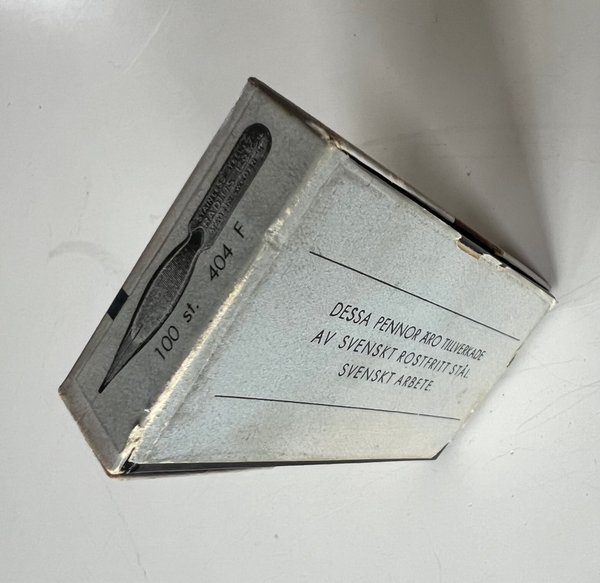 100 st. 404 F
DESSA PENNOR ÄRO TILLVERKADE
AV SVENSKT ROSTFRITT STÅL.
SVENSKT ARBETE.